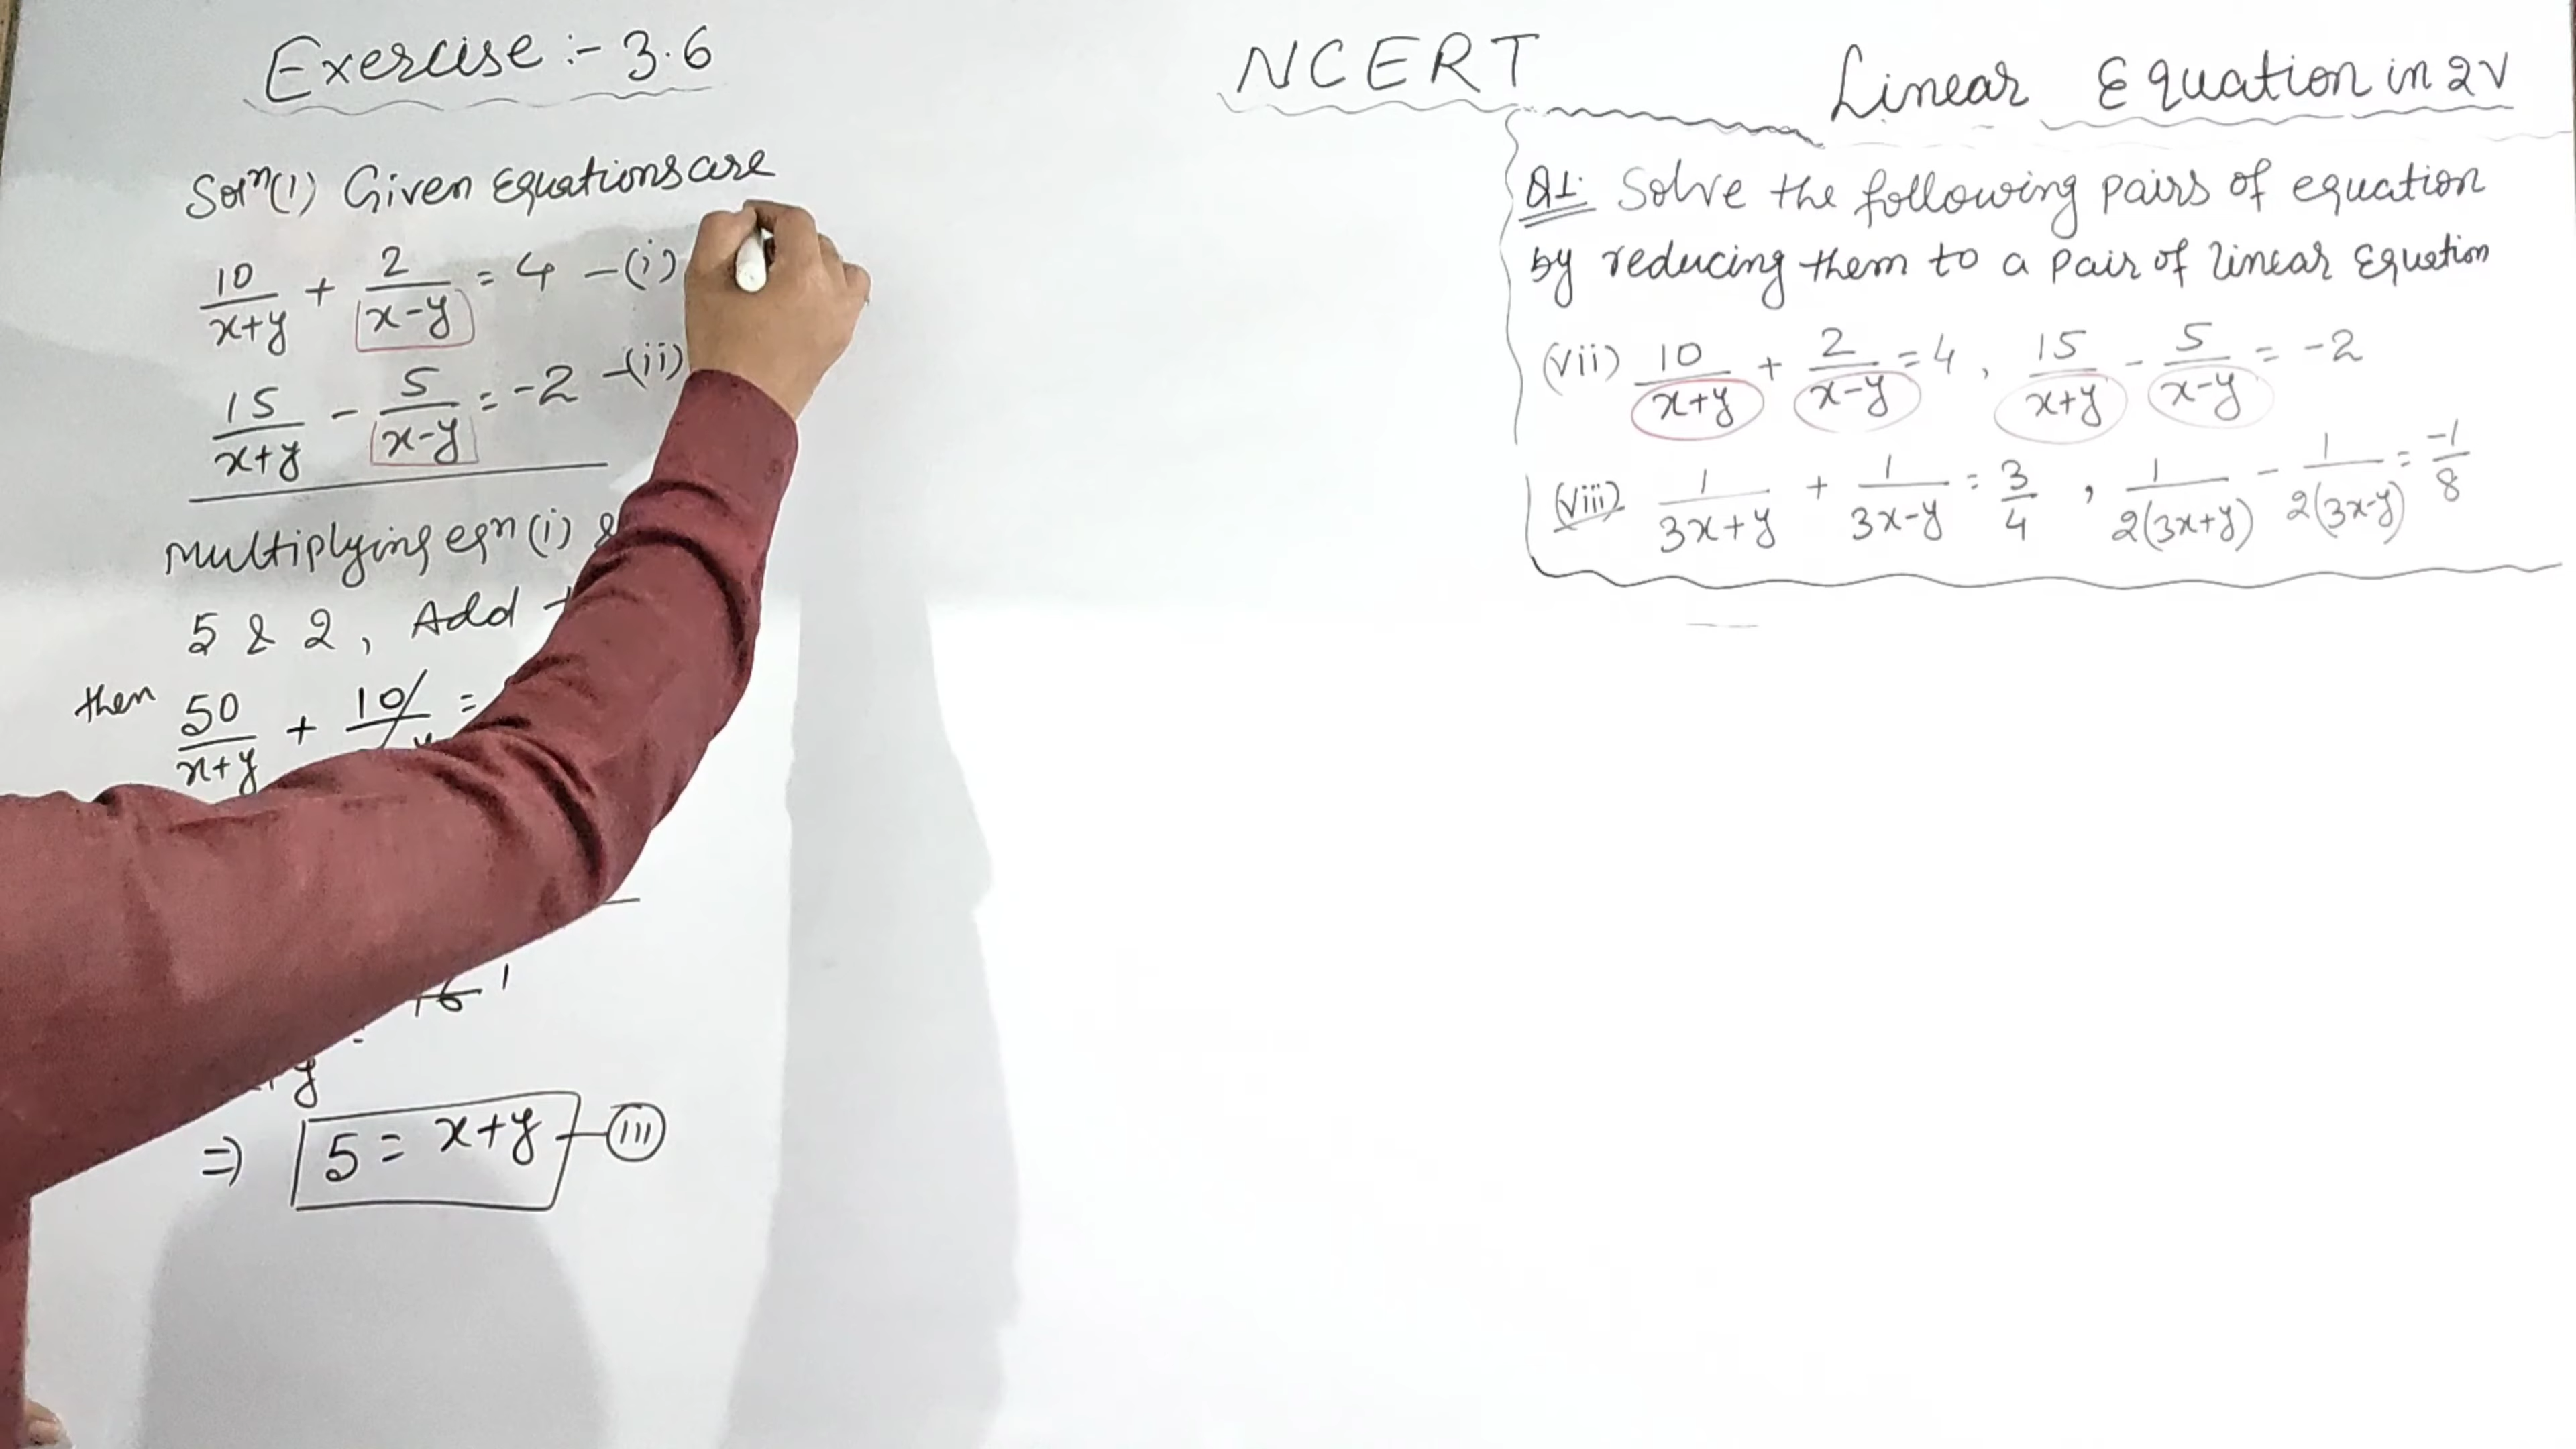 Exercise :- 3.6
NCERT
Linear Equation in 2V
Solⁿ(1) Given Equations are
10/(x+y) + 2/(x-y) = 4 -(i)
15/(x+y) - 5/(x-y) = -2 -(ii)
Multiplying eqn (i) &
5 & 2, Add
then 50/(x+y) + 10/ =
16 1
y
=) 5 = x+y - (iii)
Q1. Solve the following pairs of equation
by reducing them to a pair of linear Equation
(vii) 10/(x+y) + 2/(x-y) = 4, 15/(x+y) - 5/(x-y) = -2
(viii) 1/(3x+y) + 1/(3x-y) = 3/4, 1/2(3x+y) - 1/2(3x-y) = -1/8